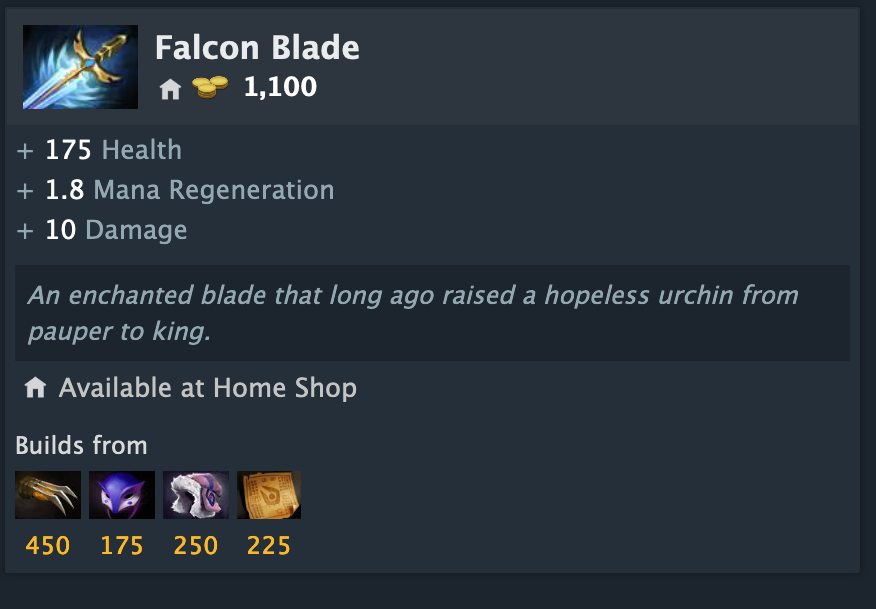 Falcon Blade
1,100
+ 175 Health
+ 1.8 Mana Regeneration
+ 10 Damage
An enchanted blade that long ago raised a hopeless urchin from
pauper to king.
Available at Home Shop
Builds from
450 175 250 225